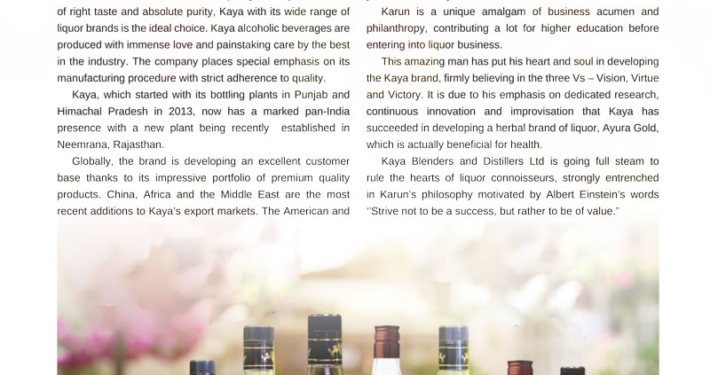 of right taste and absolute purity, Kaya with its wide range of
liquor brands is the ideal choice. Kaya alcoholic beverages are
produced with immense love and painstaking care by the best
in the industry. The company places special emphasis on its
manufacturing procedure with strict adherence to quality.
Kaya, which started with its bottling plants in Punjab and
Himachal Pradesh in 2013, now has a marked pan-India
presence with a new plant being recently established in
Neemrana, Rajasthan.
Globally, the brand is developing an excellent customer
base thanks to its impressive portfolio of premium quality
products. China, Africa and the Middle East are the most
recent additions to Kaya's export markets. The American and
Karun is a unique amalgam of business acumen and
philanthropy, contributing a lot for higher education before
entering into liquor business.
This amazing man has put his heart and soul in developing
the Kaya brand, firmly believing in the three Vs – Vision, Virtue
and Victory. It is due to his emphasis on dedicated research,
continuous innovation and improvisation that Kaya has
succeeded in developing a herbal brand of liquor, Ayura Gold,
which is actually beneficial for health.
Kaya Blenders and Distillers Ltd is going full steam to
rule the hearts of liquor connoisseurs, strongly entrenched
in Karun's philosophy motivated by Albert Einstein's words
"Strive not to be a success, but rather to be of value."